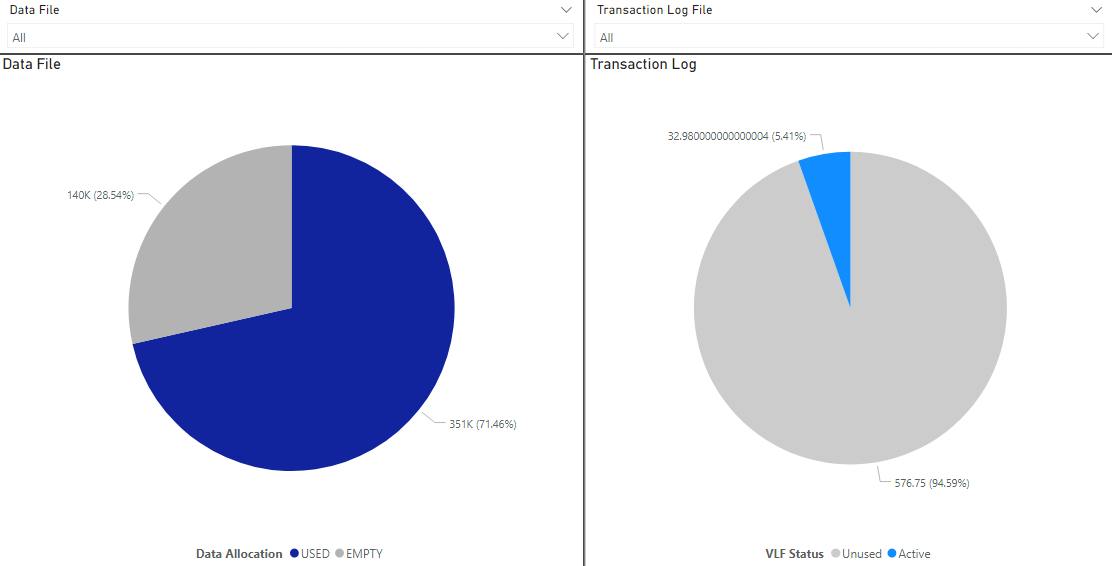 Data File
All
Data File
140K (28.54%)
351K (71.46%)
Data Allocation USED EMPTY
Transaction Log File
All
Transaction Log
32.980000000000004 (5.41%)
576.75 (94.59%)
VLF Status Unused Active